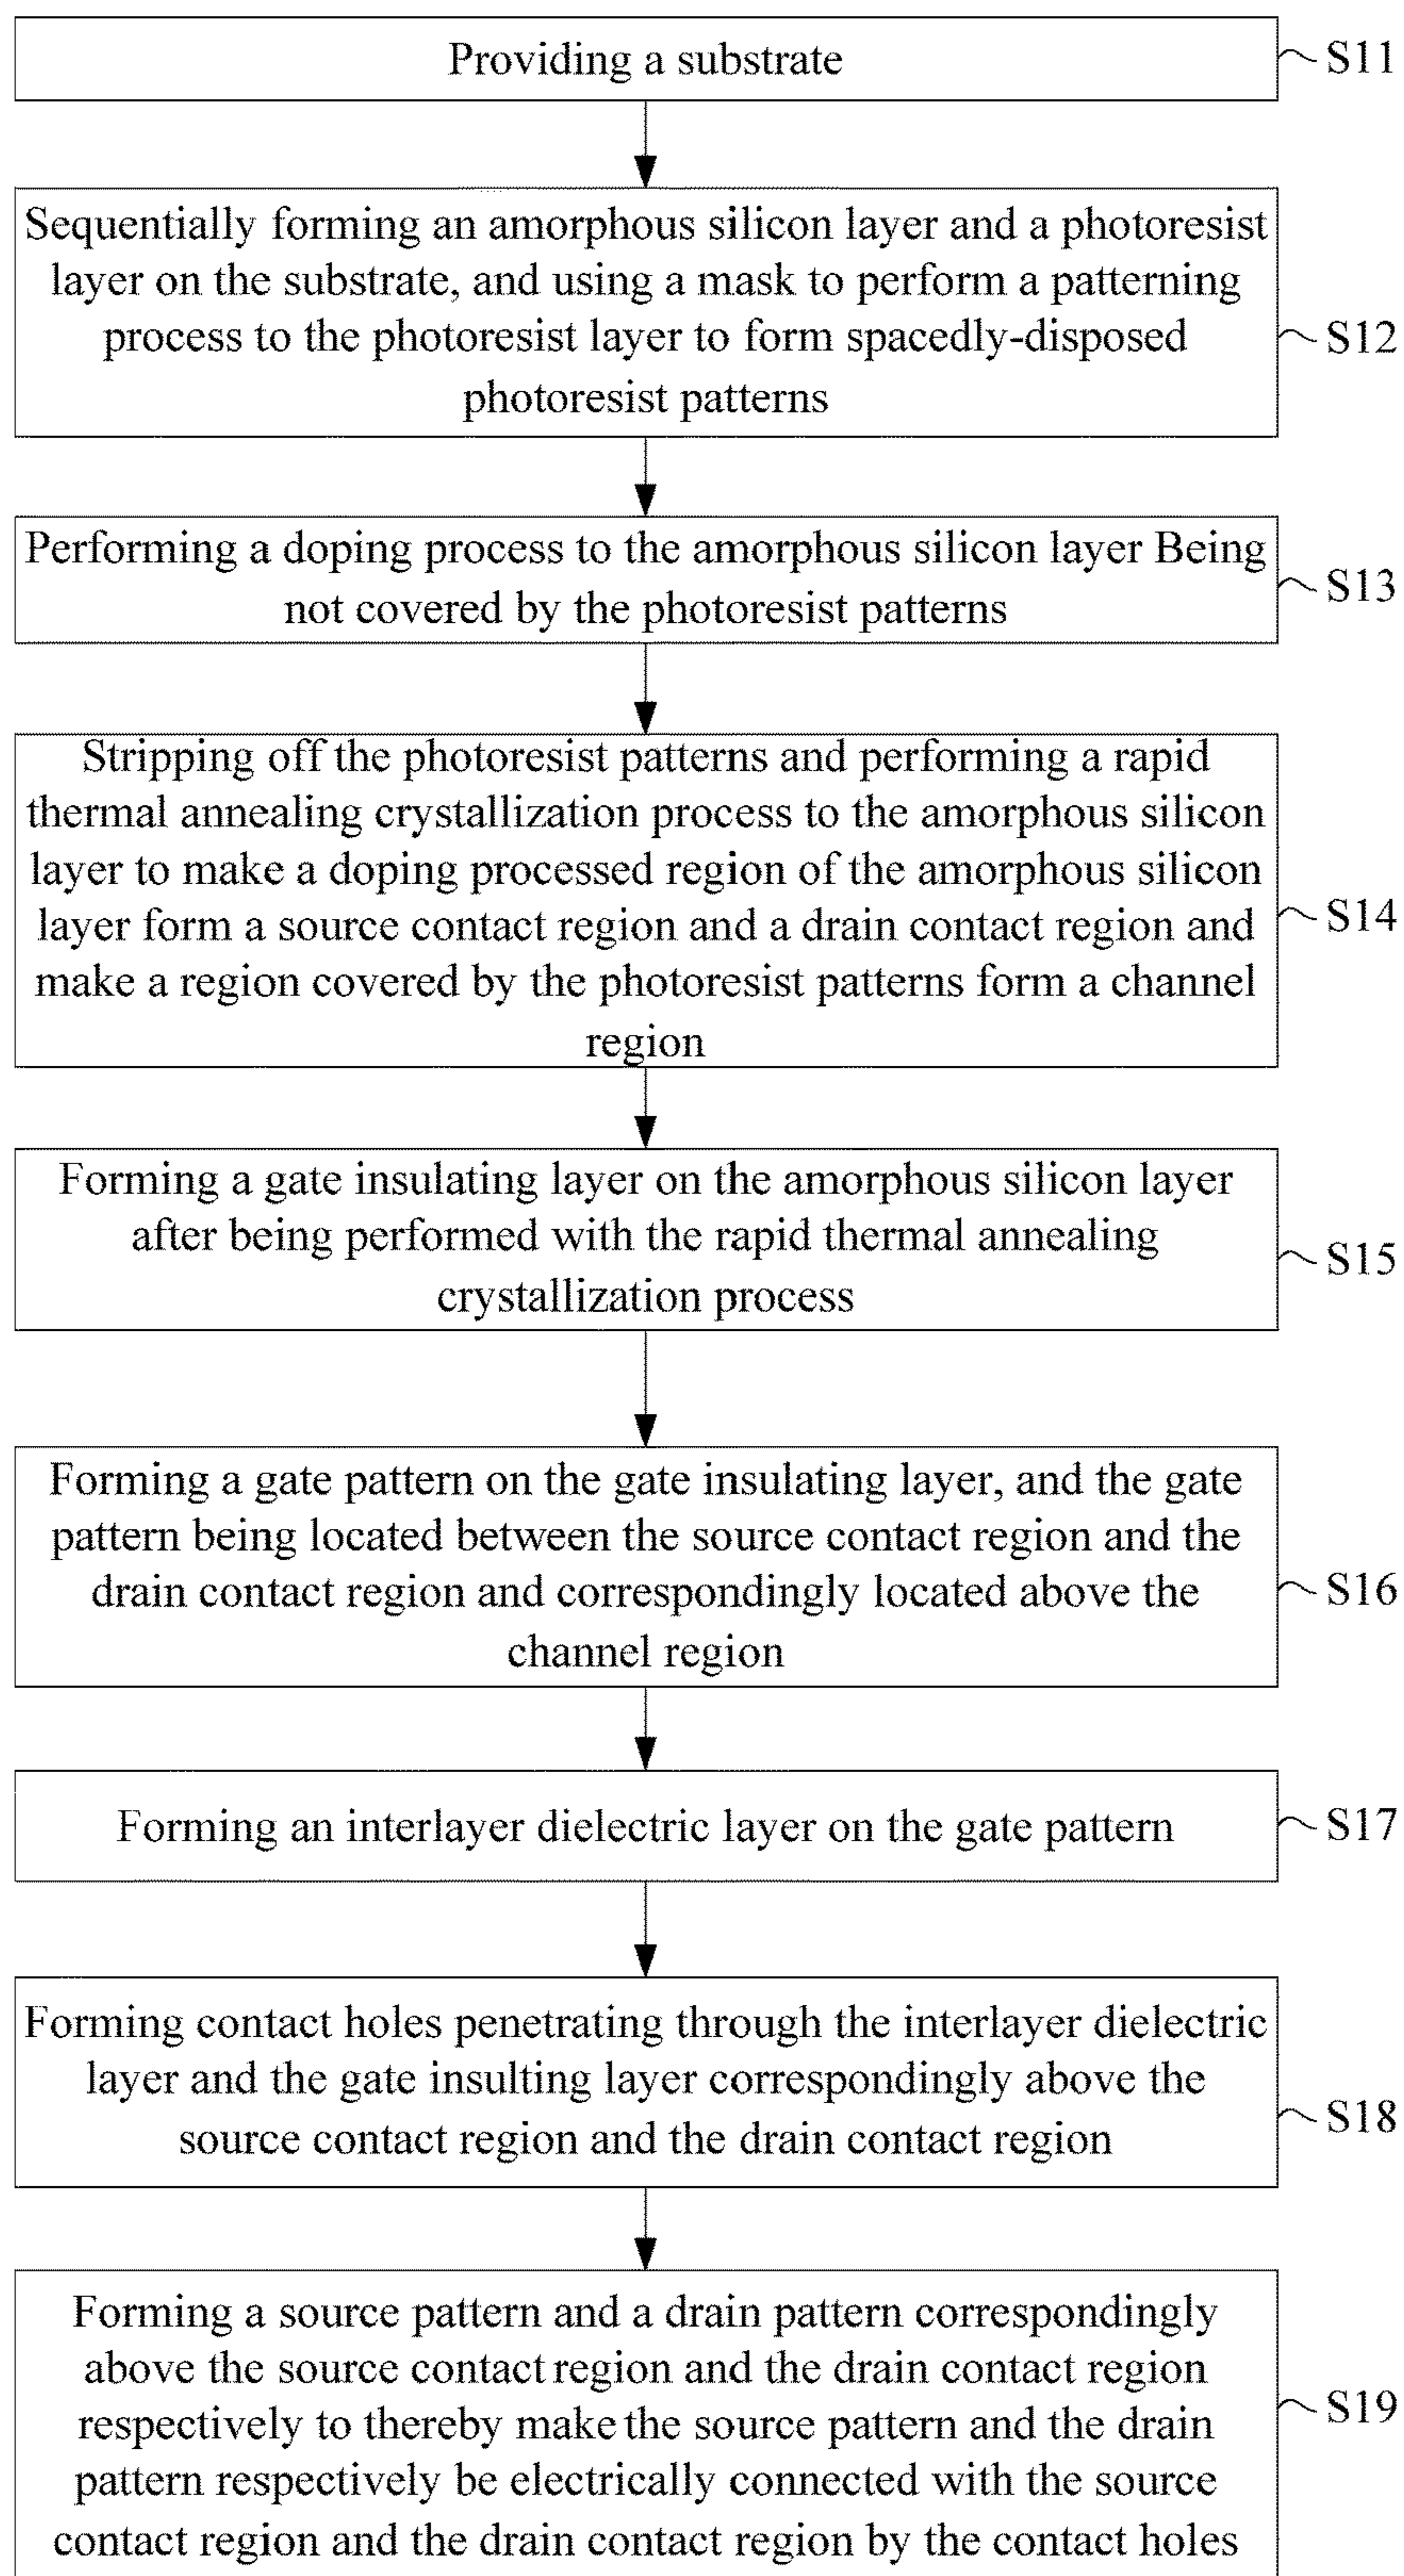 Providing a substrate
S11
Sequentially forming an amorphous silicon layer and a photoresist
layer on the substrate, and using a mask to perform a patterning
process to the photoresist layer to form spacedly-disposed
photoresist patterns
S12
Performing a doping process to the amorphous silicon layer Being
not covered by the photoresist patterns
S13
Stripping off the photoresist patterns and performing a rapid
thermal annealing crystallization process to the amorphous silicon
layer to make a doping processed region of the amorphous silicon
layer form a source contact region and a drain contact region and
make a region covered by the photoresist patterns form a channel
region
S14
Forming a gate insulating layer on the amorphous silicon layer
after being performed with the rapid thermal annealing
crystallization process
S15
Forming a gate pattern on the gate insulating layer, and the gate
pattern being located between the source contact region and the
drain contact region and correspondingly located above the
channel region
S16
Forming an interlayer dielectric layer on the gate pattern
S17
Forming contact holes penetrating through the interlayer dielectric
layer and the gate insulting layer correspondingly above the
source contact region and the drain contact region
S18
Forming a source pattern and a drain pattern correspondingly
above the source contact region and the drain contact region
respectively to thereby make the source pattern and the drain
pattern respectively be electrically connected with the source
contact region and the drain contact region by the contact holes
S19